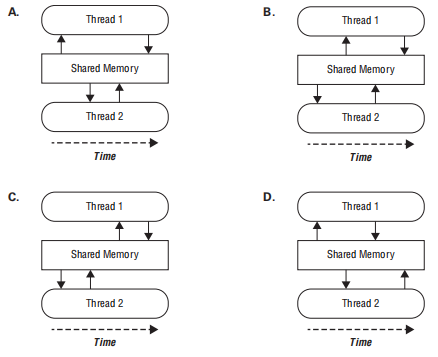 A.
Thread 1
Shared Memory
Thread 2
Time
B.
Thread 1
Shared Memory
Thread 2
Time
C.
Thread 1
Shared Memory
Thread 2
Time
D.
Thread 1
Shared Memory
Thread 2
Time